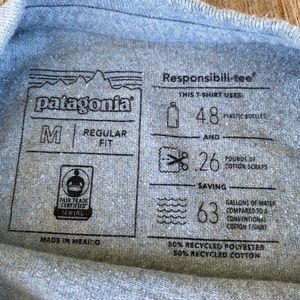 patagonia
M
REGULAR
FIT
FAIR TRADE
CERTIFIED
SEWING
MADE IN MEXICO
Responsibili-tee®
THIS T-SHIRT USES:
4.8 PLASTIC BOTTLES
AND
.26 POUNDS OF
COTTON SCRAPS
SAVING
63 GALLONS OF WATER
COMPARED TO A
CONVENTIONAL
COTTON T-SHIRT
50% RECYCLED POLYESTER
50% RECYCLED COTTON